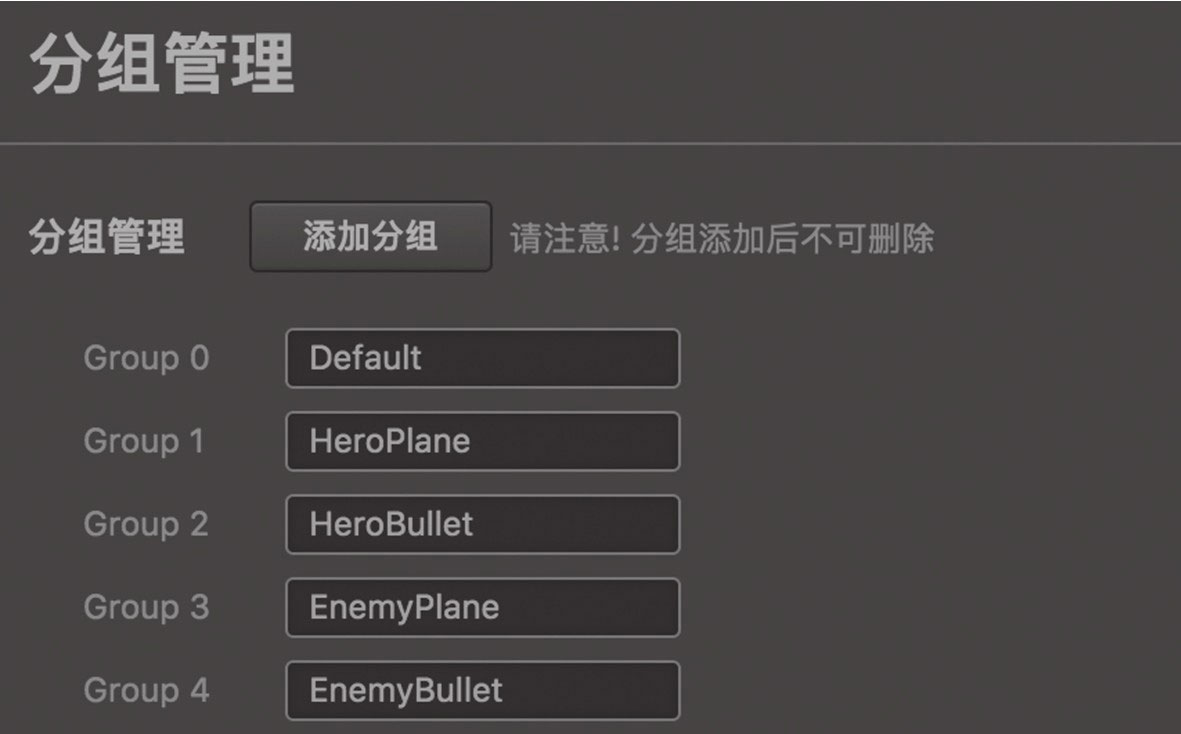 分组管理
分组管理 添加分组 请注意! 分组添加后不可删除
Group 0 Default
Group 1 HeroPlane
Group 2 HeroBullet
Group 3 EnemyPlane
Group 4 EnemyBullet